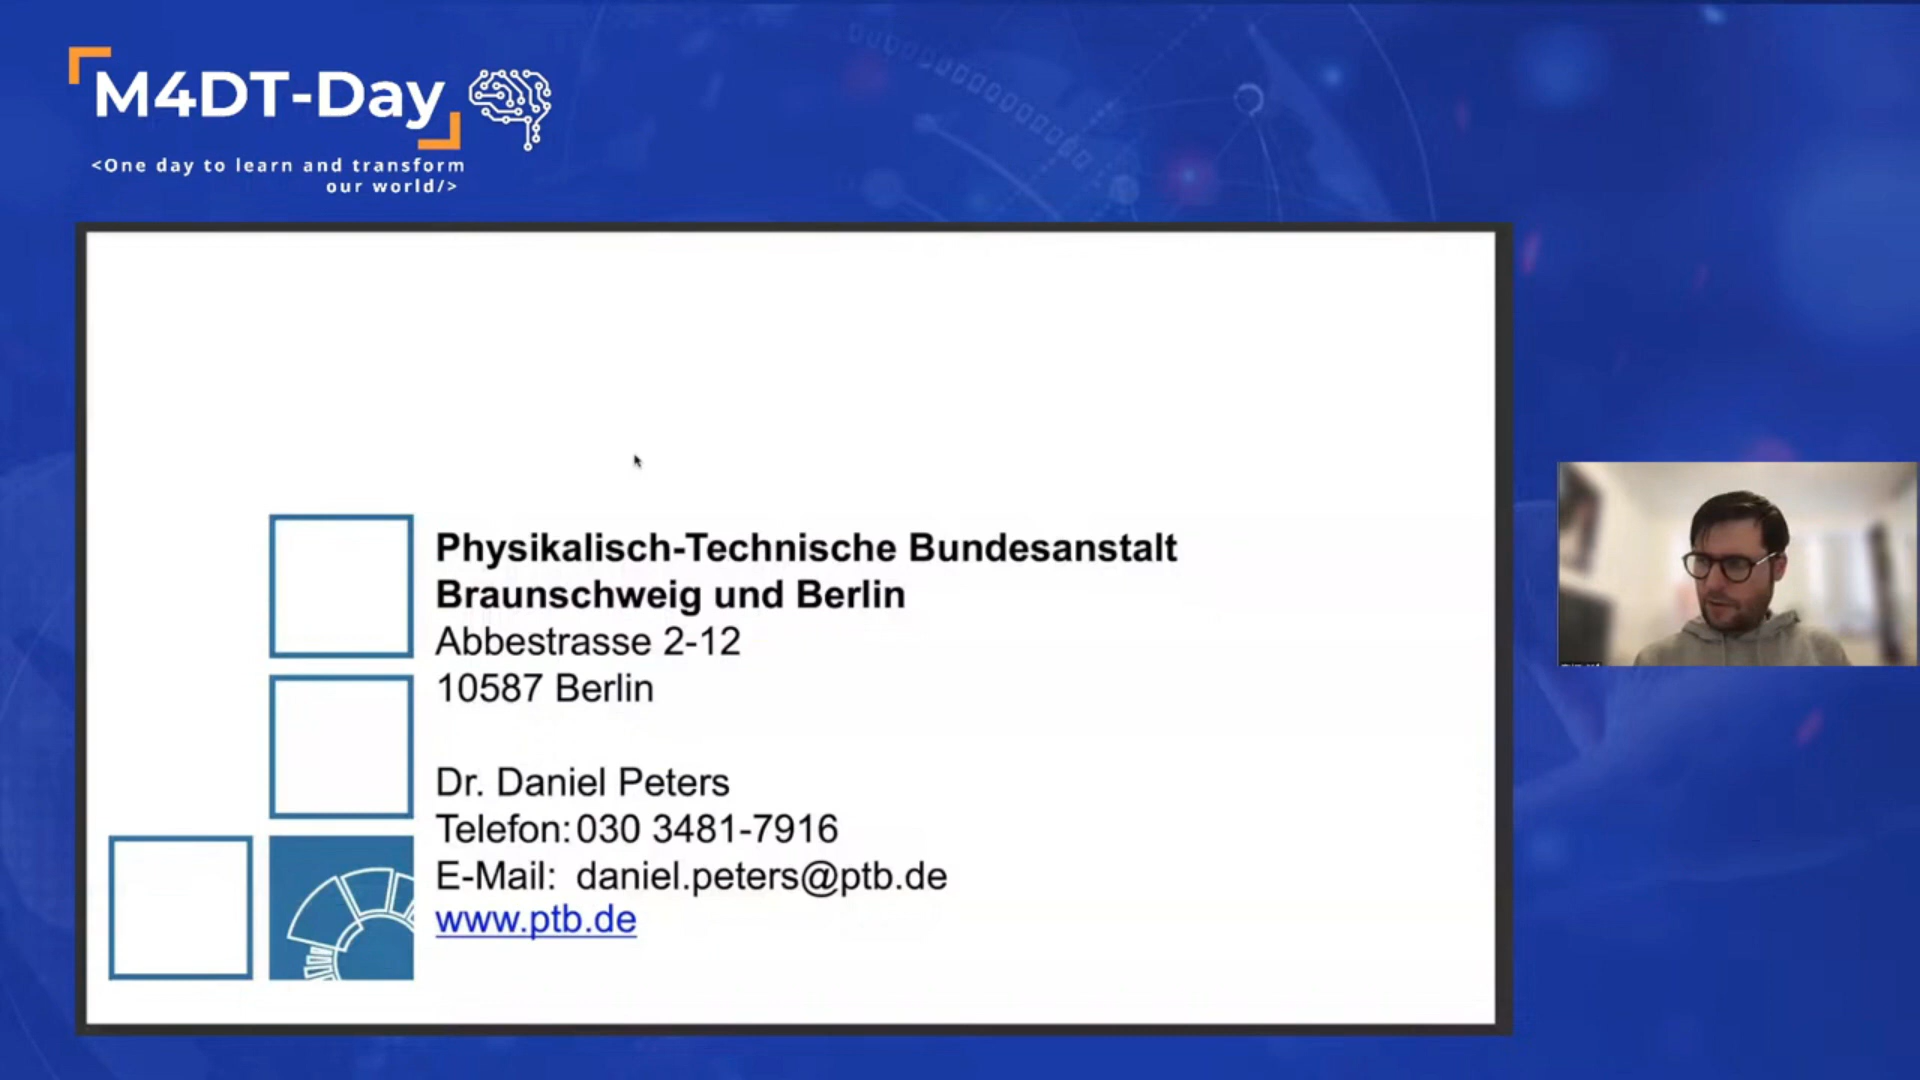 M4DT-Day
<One day to learn and transform
our world/>
Physikalisch-Technische Bundesanstalt
Braunschweig und Berlin
Abbestrasse 2-12
10587 Berlin
Dr. Daniel Peters
Telefon: 030 3481-7916
E-Mail: daniel.peters@ptb.de
www.ptb.de